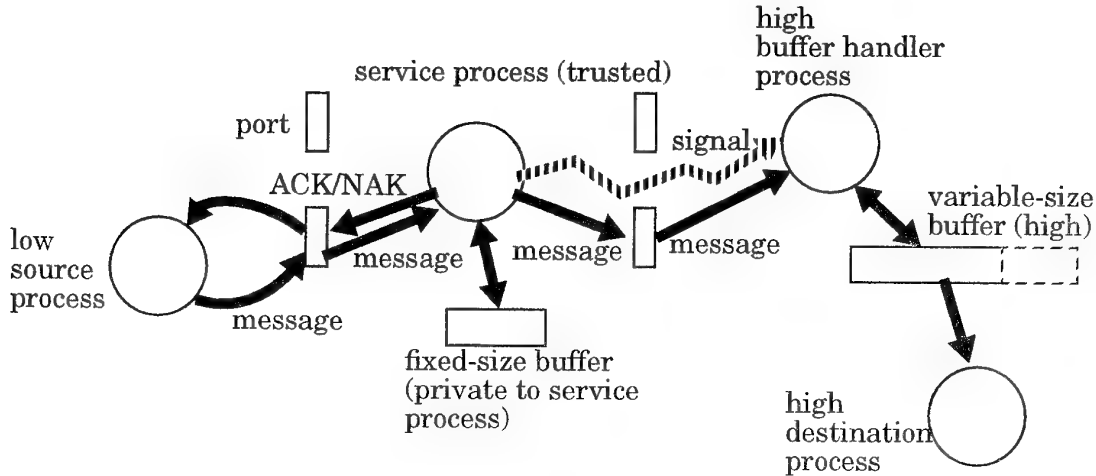 high
buffer handler
process
service process (trusted)
port
signal
ACK/NAK
variable-size
buffer (high)
low
source
process
message
message
message
message
fixed-size buffer
(private to service
process)
high
destination
process